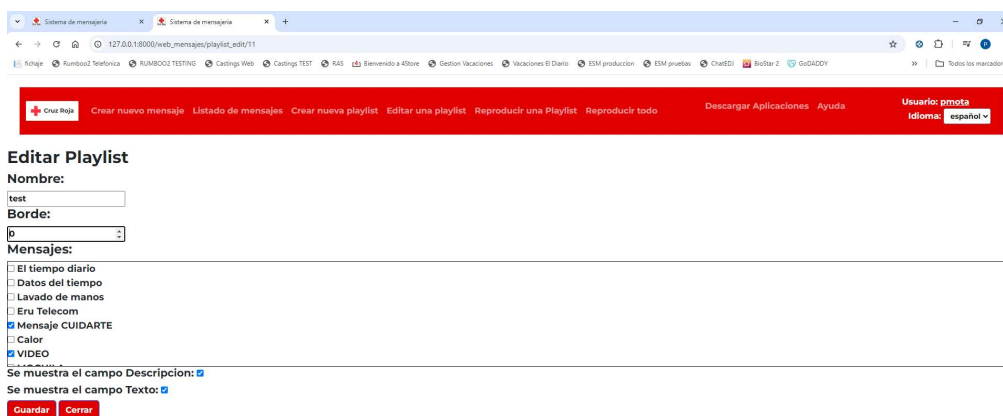 Sistema de mensajeria
Sistema de mensajeria
127.0.0.1:8000/web_mensajes/playlist_edit/11
fichaje Rumboo2 Telefonica RUMBOO2 TESTING Castings Web Castings TEST RAS Bienvenido a 4Store Gestion Vacaciones Vacaciones El Diario ESM produccion ESM pruebas ChatEDI BioStar 2 GoDADDY » Todos los marcadores
Cruz Roja Crear nuevo mensaje Listado de mensajes Crear nueva playlist Editar una playlist Reproducir una Playlist Reproducir todo Descargar Aplicaciones Ayuda Usuario: pmota
Idioma: español
Editar Playlist
Nombre:
test
Borde:
0
Mensajes:
El tiempo diario
Datos del tiempo
Lavado de manos
Eru Telecom
Mensaje CUIDARTE
Calor
VIDEO
Se muestra el campo Descripcion:
Se muestra el campo Texto:
Guardar Cerrar